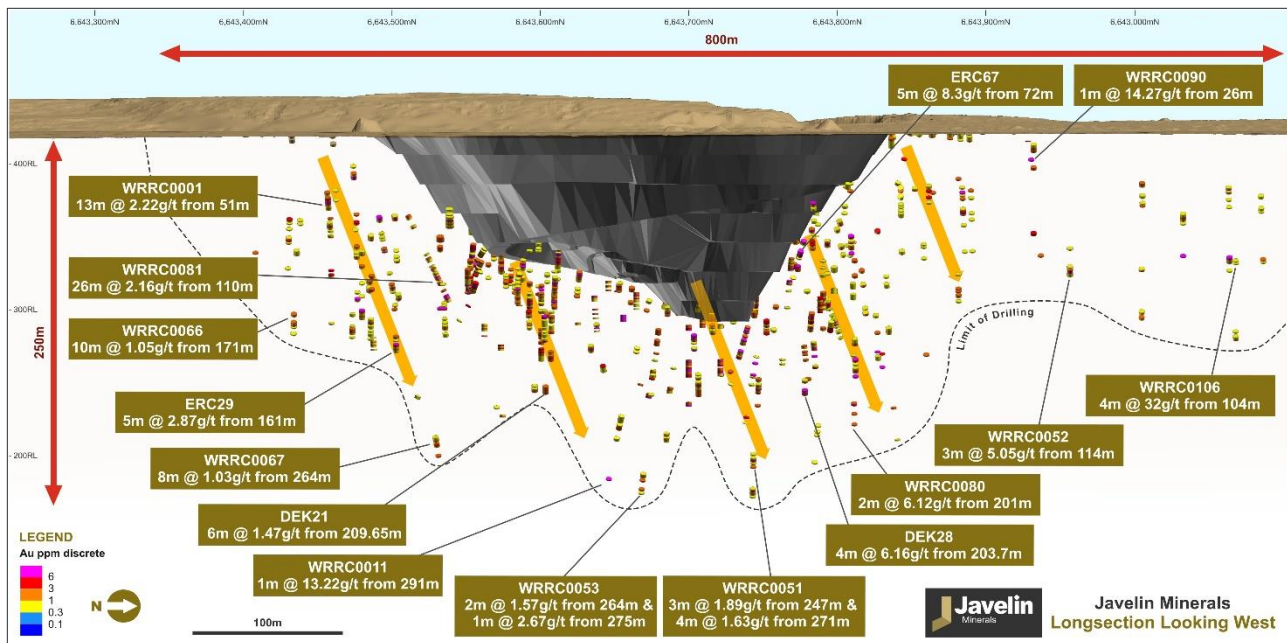 6,643,300mN
6,643,400mN
6,643,500mN
6,643,600mN
6,643,700mN
6,643,800mN
6,643,900mN
6,643,000mN
800m
ERC67
5m @ 8.3g/t from 72m
WRRC0090
1m @ 14.27g/t from 26m
400RL
300RL
200RL
250m
WRRC0001
13m @ 2.22g/t from 51m
WRRC0081
26m @ 2.16g/t from 110m
WRRC0066
10m @ 1.05g/t from 171m
ERC29
5m @ 2.87g/t from 161m
WRRC0067
8m @ 1.03g/t from 264m
DEK21
6m @ 1.47g/t from 209.65m
WRRC0011
1m @ 13.22g/t from 291m
WRRC0053
2m @ 1.57g/t from 264m &
1m @ 2.67g/t from 275m
WRRC0051
3m @ 1.89g/t from 247m &
4m @ 1.63g/t from 271m
DEK28
4m @ 6.16g/t from 203.7m
WRRC0080
2m @ 6.12g/t from 201m
WRRC0052
3m @ 5.05g/t from 114m
WRRC0106
4m @ 32g/t from 104m
Limit of Drilling
LEGEND
Au ppm discrete
6
3
1
0.3
0.1
N
100m
Javelin
Minerals
Javelin Minerals
Longsection Looking West